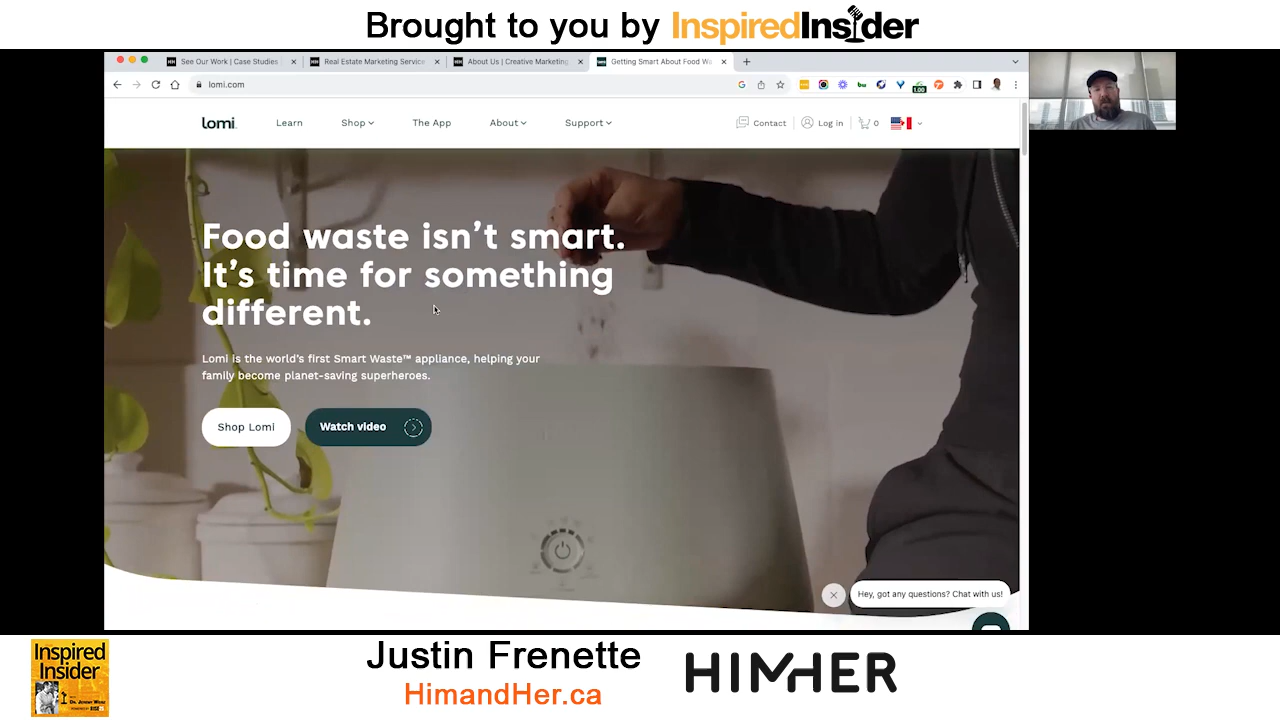 Brought to you by InspiredInsider
See Our Work | Case Studies
Real Estate Marketing Service
About Us | Creative Marketing
Getting Smart About Food Wa
lomi.com
1.00
lomi
Learn
Shop
The App
About
Support
Contact
Log in
0
Food waste isn't smart.
It's time for something
different.
Lomi is the world's first Smart Waste™ appliance, helping your
family become planet-saving superheroes.
Shop Lomi
Watch video
Hey, got any questions? Chat with us!
Inspired
Insider
Justin Frenette
HimandHer.ca
HIMHER